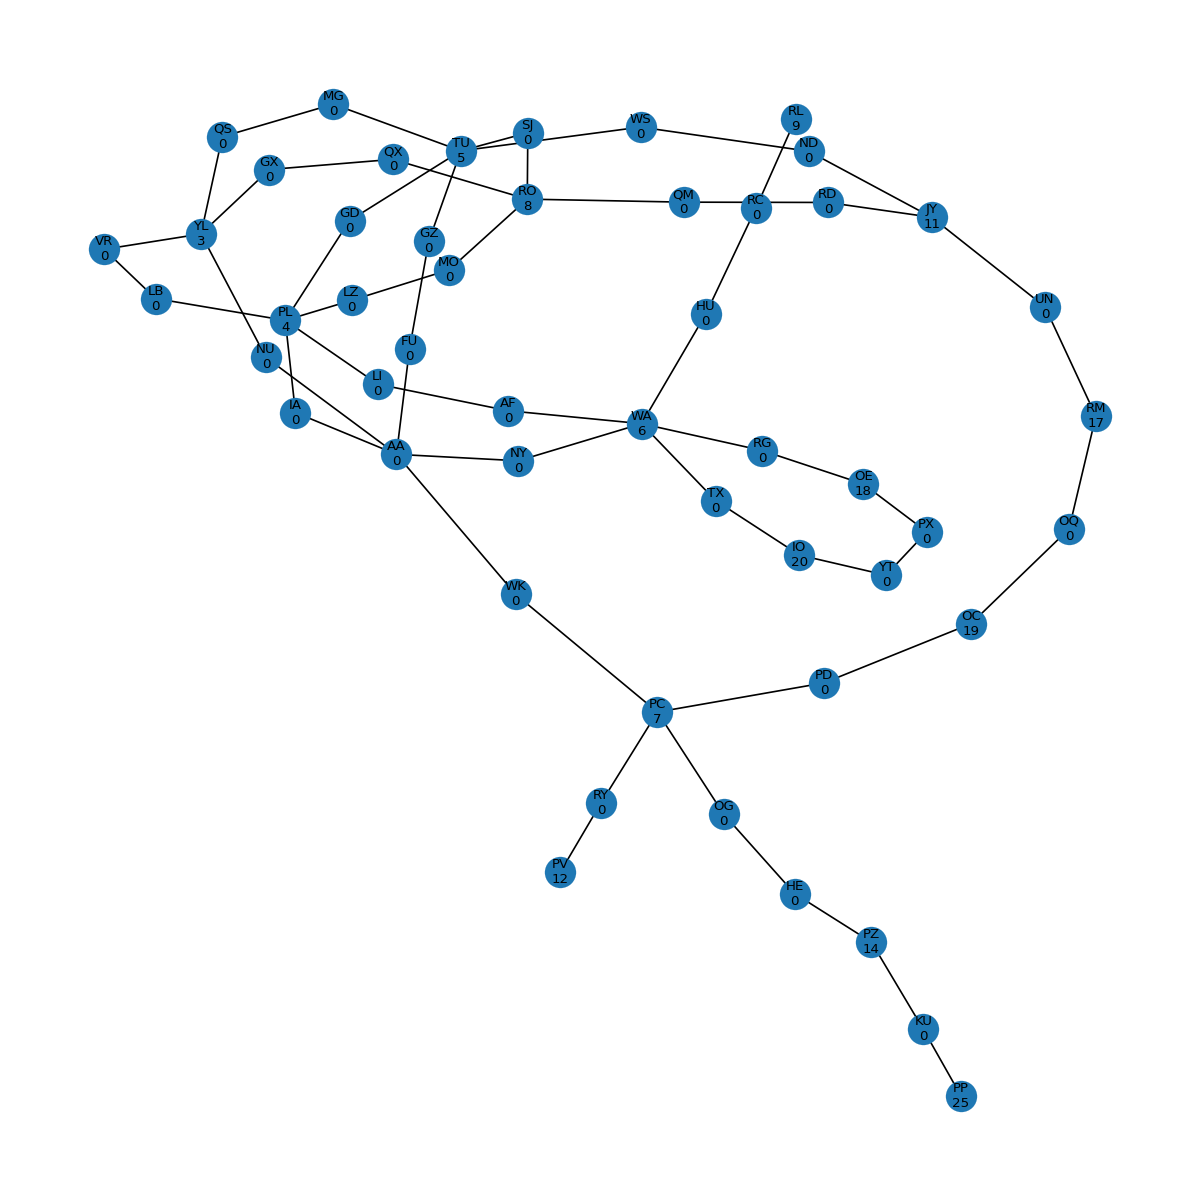 MG
0
RL
9
WS
0
SJ
0
QS
0
ND
0
TU
5
QX
0
GX
0
RO
8
QM
0
RD
0
RC
0
JY
11
GD
0
YL
3
GZ
0
VR
0
MO
0
LB
0
LZ
0
UN
0
HU
0
PL
4
FU
0
NU
0
LI
0
AF
0
IA
0
RM
17
WA
6
RG
0
AA
0
NY
0
OE
18
TX
0
OQ
0
PX
0
IO
20
YT
0
WK
0
OC
19
PD
0
PC
7
RY
0
OG
0
PV
12
HE
0
PZ
14
KU
0
PP
25